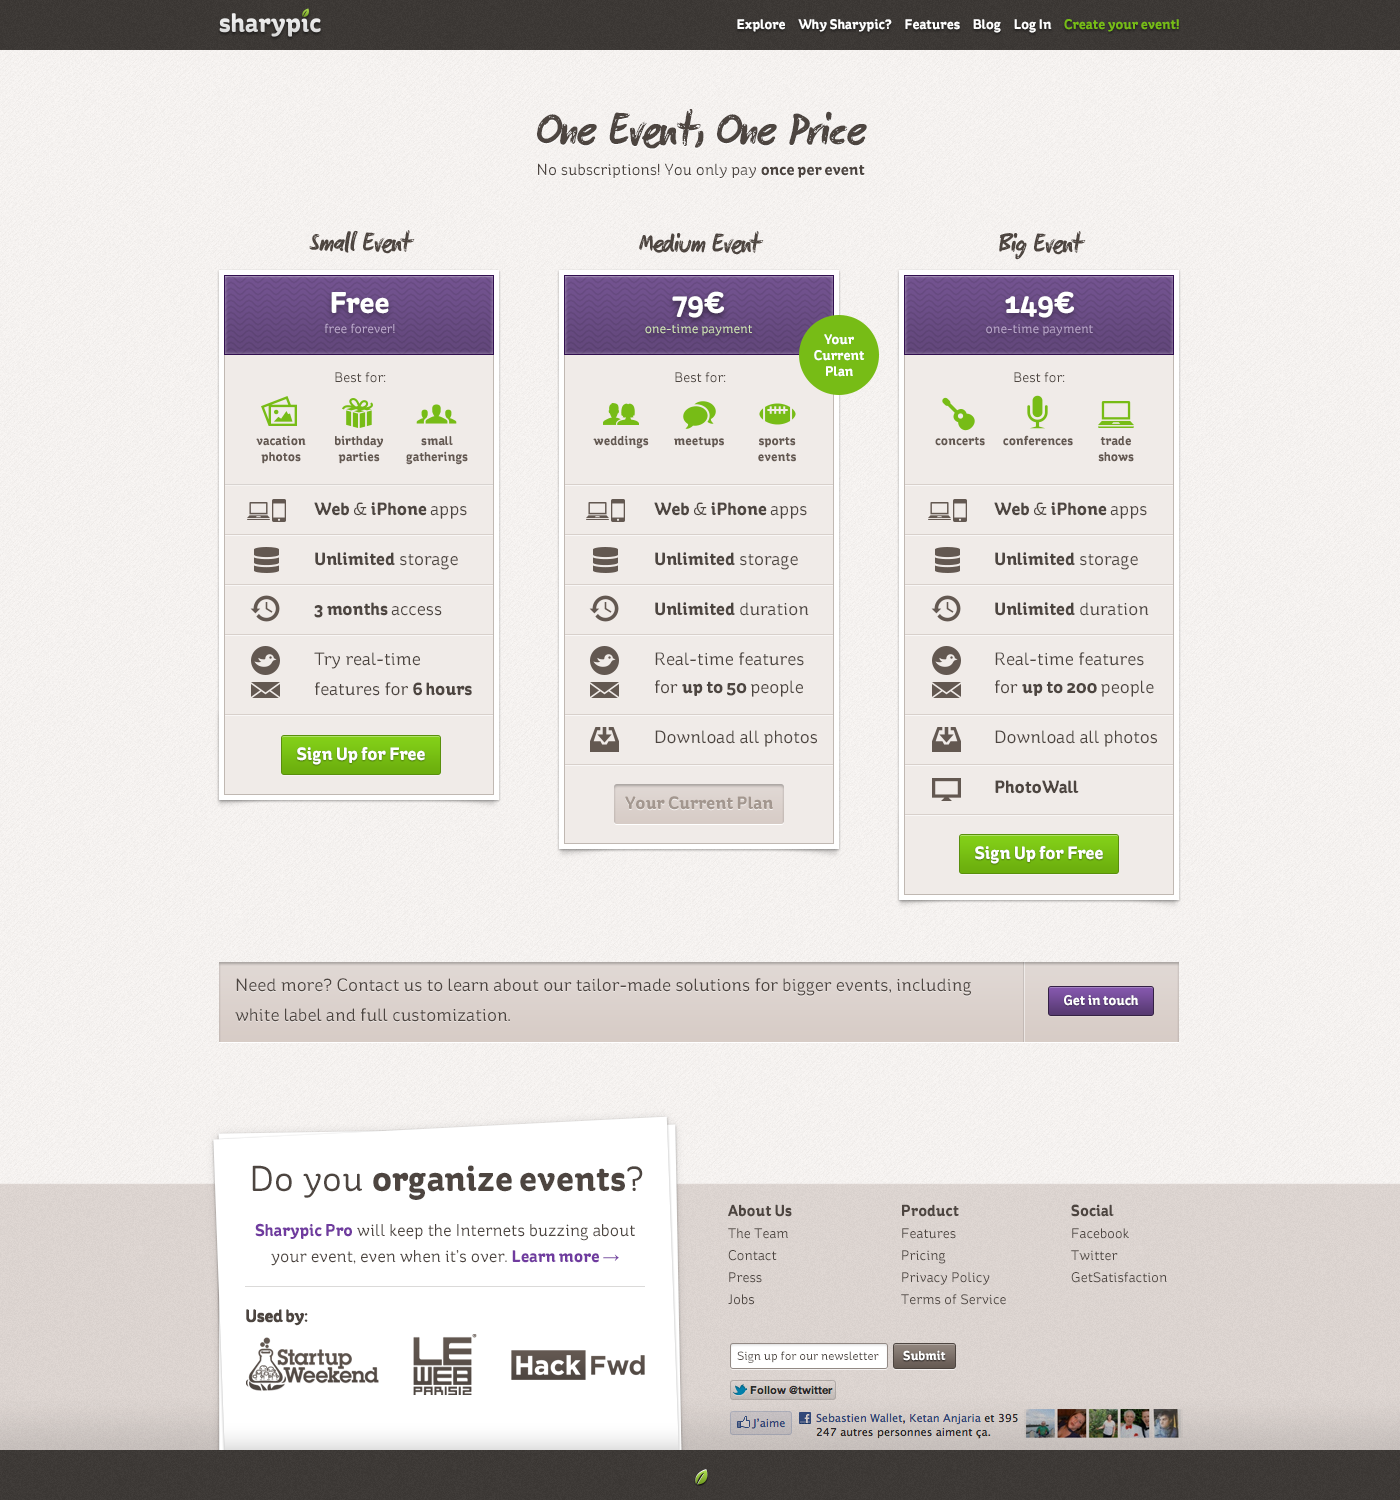 sharypic
Explore Why Sharypic? Features Blog Log In Create your event!
One Event, One Price
No subscriptions! You only pay once per event
Small Event
Free
free forever!
Best for:
vacation photos
birthday parties
small gatherings
Web & iPhone apps
Unlimited storage
3 months access
Try real-time
features for 6 hours
Sign Up for Free
Medium Event
79€
one-time payment
Your
Current
Plan
Best for:
weddings
meetups
sports events
Web & iPhone apps
Unlimited storage
Unlimited duration
Real-time features
for up to 50 people
Download all photos
Your Current Plan
Big Event
149€
one-time payment
Best for:
concerts
conferences
trade shows
Web & iPhone apps
Unlimited storage
Unlimited duration
Real-time features
for up to 200 people
Download all photos
PhotoWall
Sign Up for Free
Need more? Contact us to learn about our tailor-made solutions for bigger events, including
white label and full customization.
Get in touch
Do you organize events?
Sharypic Pro will keep the Internets buzzing about
your event, even when it's over. Learn more →
Used by:
Startup
Weekend
LE
WEB
PARIS12
Hack Fwd
About Us
The Team
Contact
Press
Jobs
Product
Features
Pricing
Privacy Policy
Terms of Service
Social
Facebook
Twitter
GetSatisfaction
Sign up for our newsletter
Submit
Follow @twitter
J'aime
Sebastien Wallet, Ketan Anjaria et 395
247 autres personnes aiment ça.